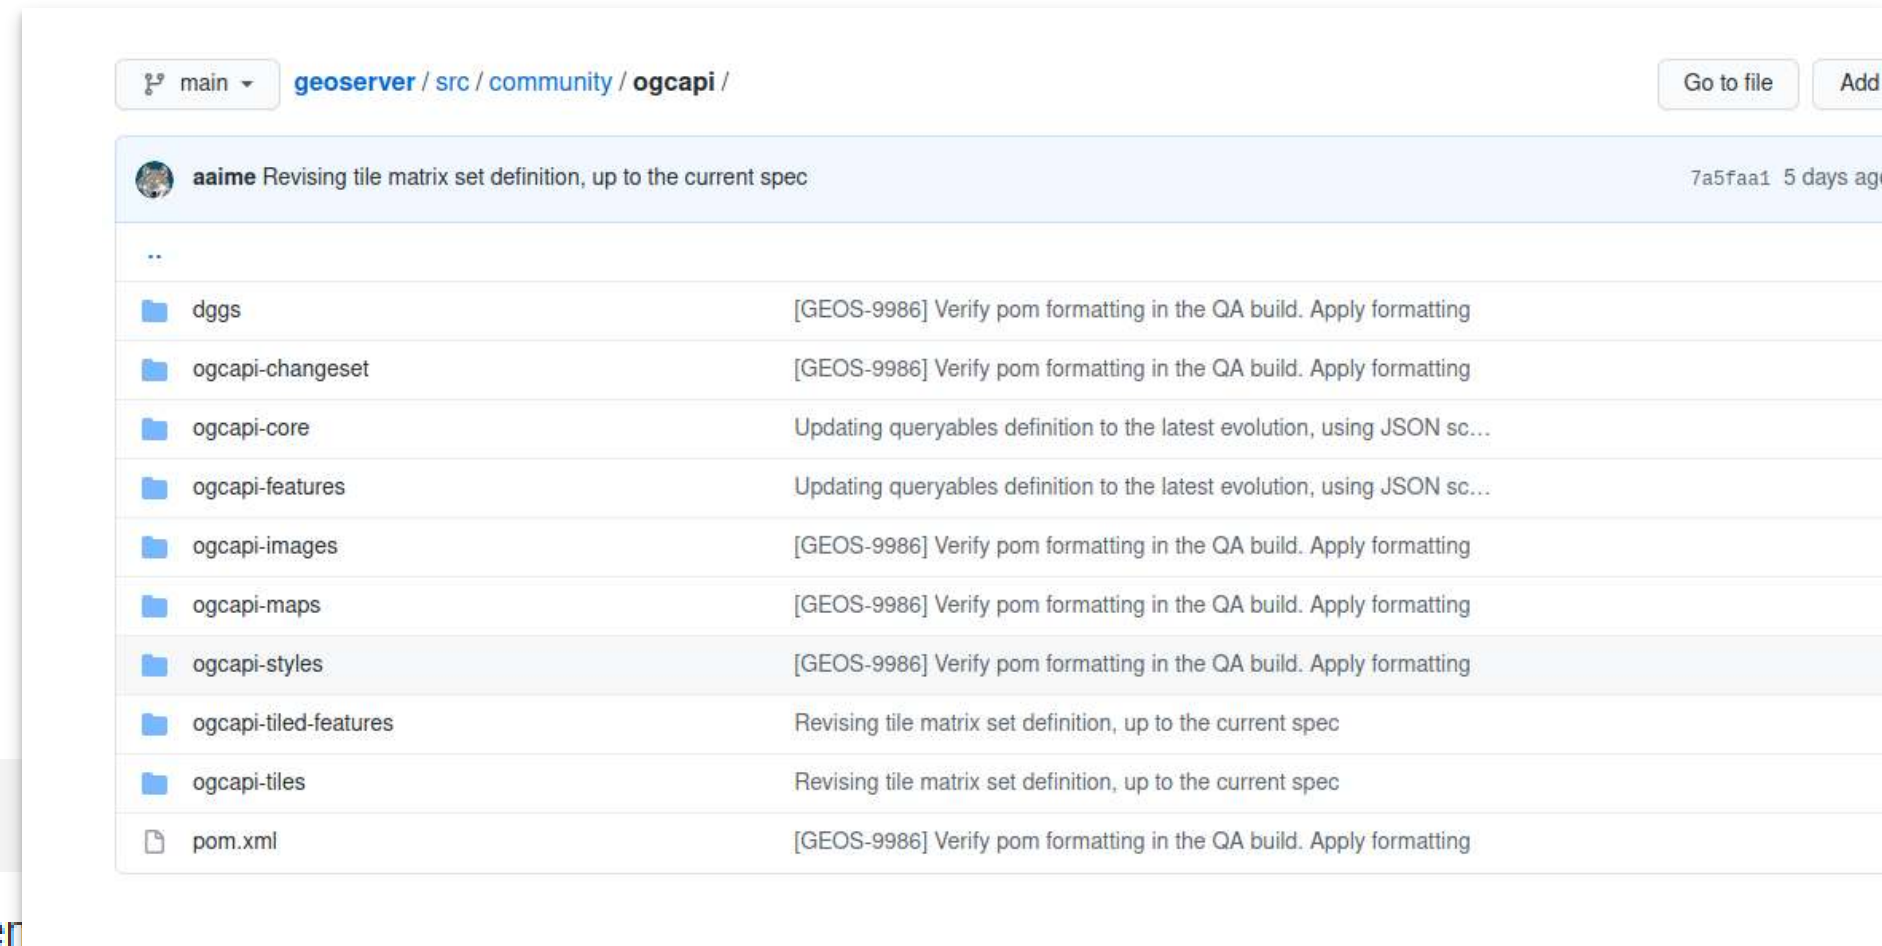 main geoserver / src / community / ogcapi / Go to file Add
aaime Revising tile matrix set definition, up to the current spec 7a5faa1 5 days ag
..
dggs [GEOS-9986] Verify pom formatting in the QA build. Apply formatting
ogcapi-changeset [GEOS-9986] Verify pom formatting in the QA build. Apply formatting
ogcapi-core Updating queryables definition to the latest evolution, using JSON sc…
ogcapi-features Updating queryables definition to the latest evolution, using JSON sc…
ogcapi-images [GEOS-9986] Verify pom formatting in the QA build. Apply formatting
ogcapi-maps [GEOS-9986] Verify pom formatting in the QA build. Apply formatting
ogcapi-styles [GEOS-9986] Verify pom formatting in the QA build. Apply formatting
ogcapi-tiled-features Revising tile matrix set definition, up to the current spec
ogcapi-tiles Revising tile matrix set definition, up to the current spec
pom.xml [GEOS-9986] Verify pom formatting in the QA build. Apply formatting